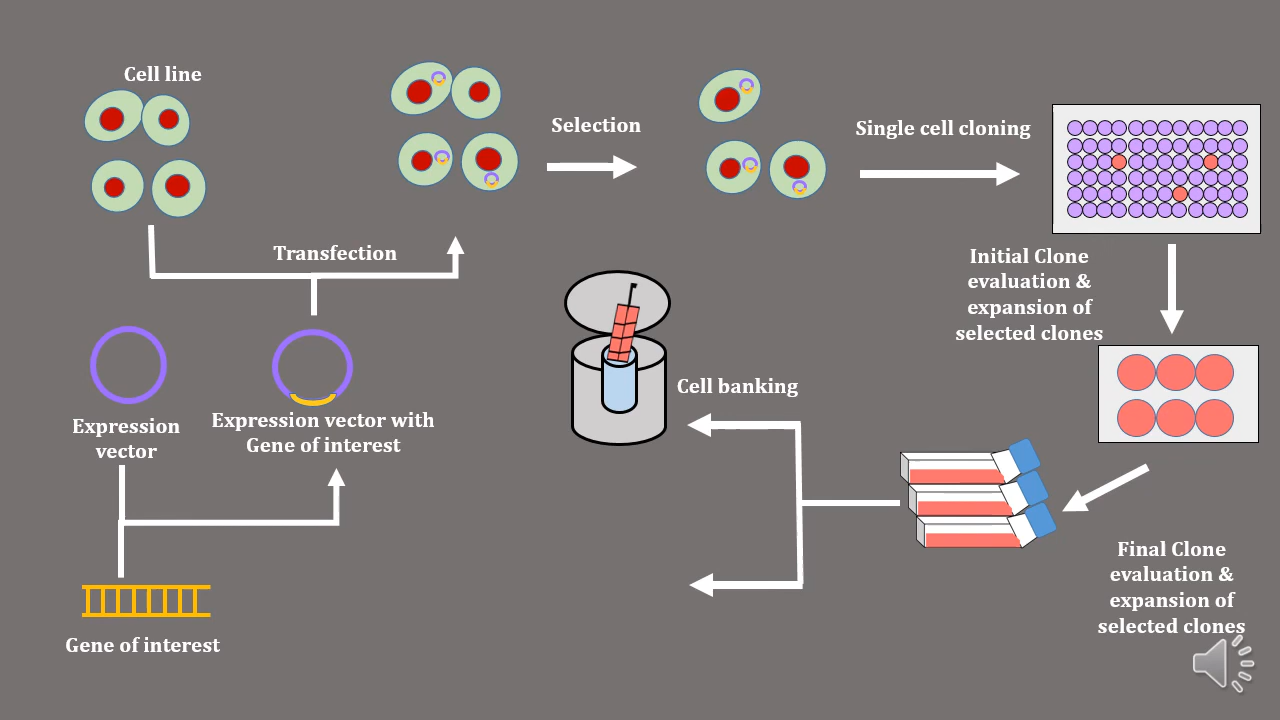 Cell line
Selection
Single cell cloning
Transfection
Initial Clone
evaluation &
expansion of
selected clones
Cell banking
Expression
vector
Expression vector with
Gene of interest
Final Clone
evaluation &
expansion of
selected clones
Gene of interest